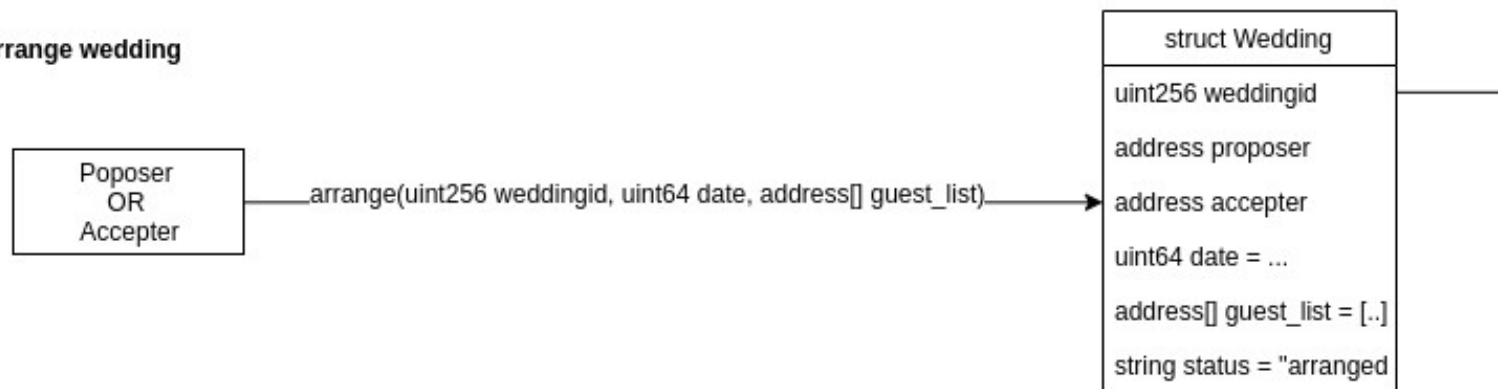 rrange wedding
Poposer
OR
Accepter
arrange(uint256 weddingid, uint64 date, address[] guest_list)
struct Wedding
uint256 weddingid
address proposer
address accepter
uint64 date = ...
address[] guest_list = [..]
string status = "arranged